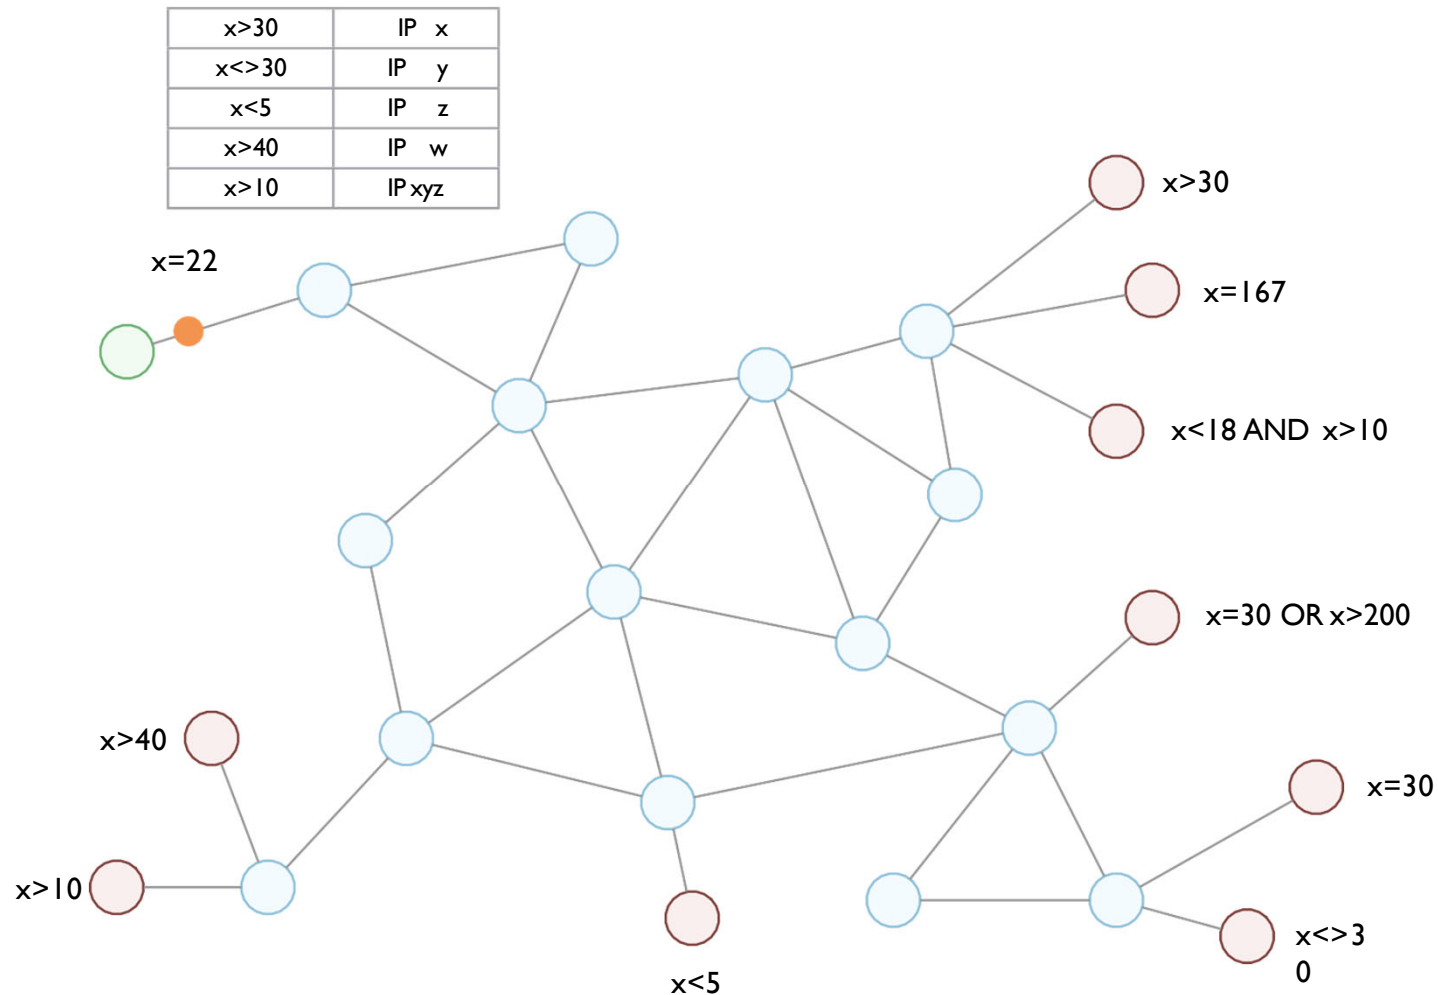 x>30 IP x
x<>30 IP y
x<5 IP z
x>40 IP w
x>10 IP xyz
x>30
x=22
x=167
x<18 AND x>10
x=30 OR x>200
x>40
x=30
x>10
x<>3
0
x<5